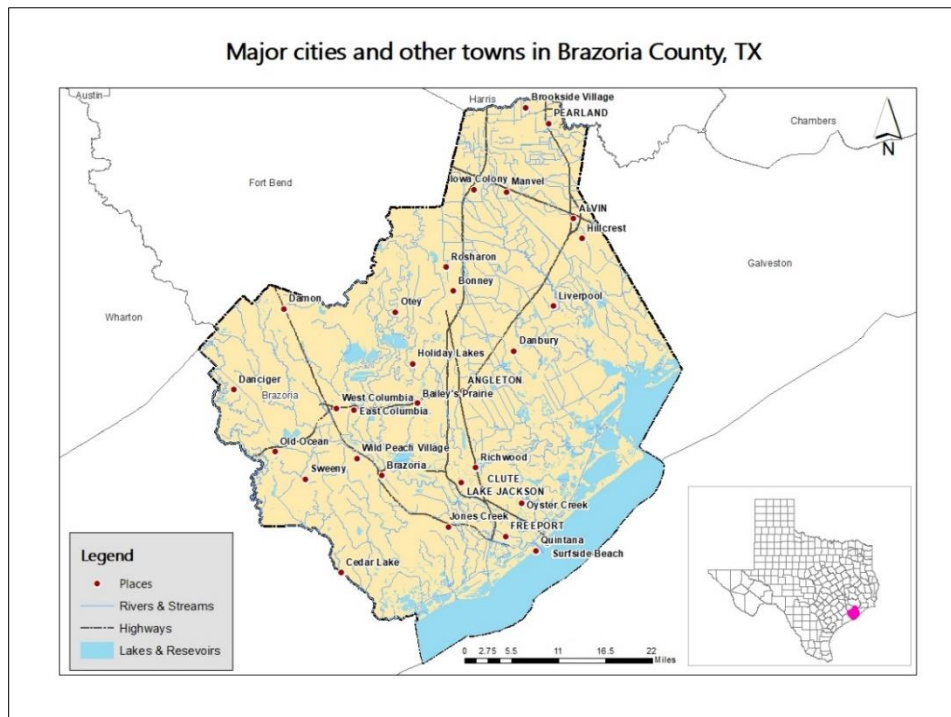 Major cities and other towns in Brazoria County, TX
Austin
Harris
Brookside Village
PEARLAND
Chambers
N
Fort Bend
Iowa Colony
Manvel
ALVIN
Hillcrest
Galveston
Rosharon
Bonney
Liverpool
Damon
Otey
Wharton
Danbury
Holiday Lakes
ANGLETON
Danciger
Brazoria
West Columbia
Bailey's Prairie
East Columbia
Old-Ocean
Wild Peach Village
Sweeny
Brazoria
Richwood
CLUTE
LAKE JACKSON
Oyster Creek
Jones Creek
FREEPORT
Quintana
Surfside Beach
Cedar Lake
Legend
Places
Rivers & Streams
Highways
Lakes & Resevoirs
0 2.75 5.5 11 16.5 22
Miles